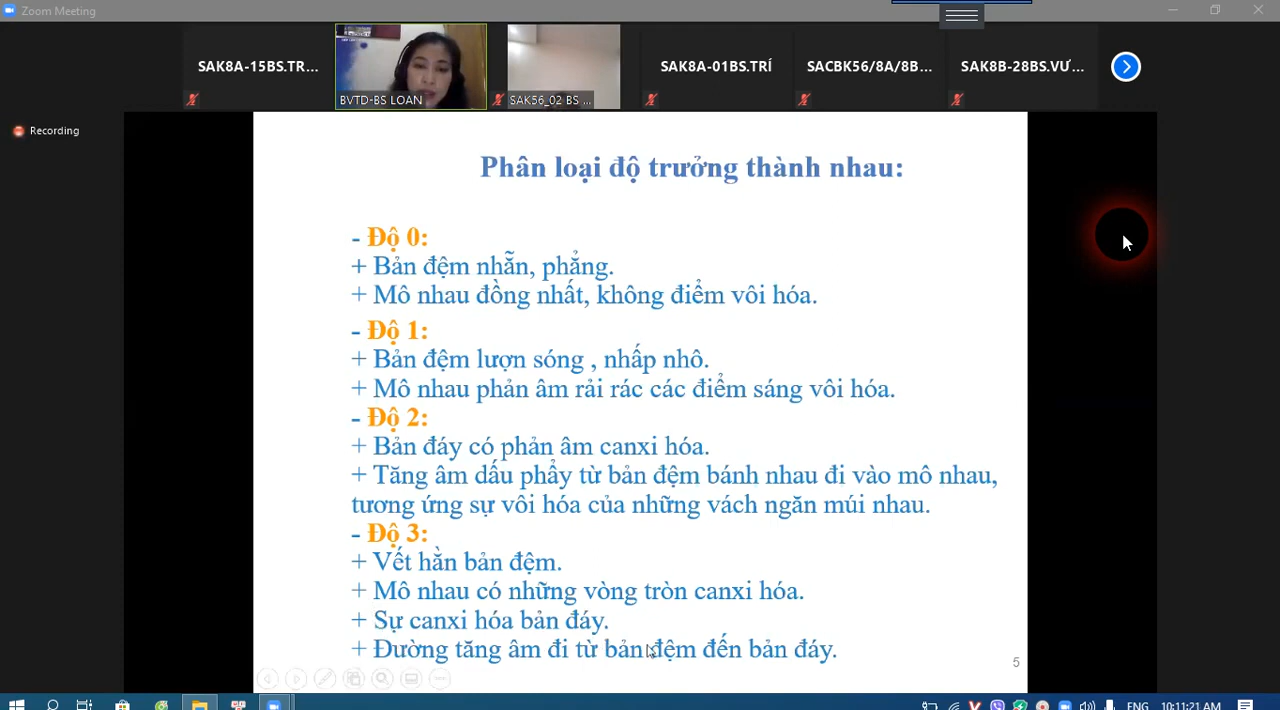 Zoom Meeting
SAK8A-15BS.TR...
BVTD-BS LOAN
SAK56_02 BS ...
SAK8A-01BS.TRÍ
SACBK56/8A/8B...
SAK8B-28BS.VƯ...
Recording
Phân loại độ trưởng thành nhau:
- Độ 0:
+ Bản đệm nhẵn, phẳng.
+ Mô nhau đồng nhất, không điểm vôi hóa.
- Độ 1:
+ Bản đệm lượn sóng , nhấp nhô.
+ Mô nhau phản âm rải rác các điểm sáng vôi hóa.
- Độ 2:
+ Bản đáy có phản âm canxi hóa.
+ Tăng âm dấu phẩy từ bản đệm bánh nhau đi vào mô nhau,
tương ứng sự vôi hóa của những vách ngăn múi nhau.
- Độ 3:
+ Vết hằn bản đệm.
+ Mô nhau có những vòng tròn canxi hóa.
+ Sự canxi hóa bản đáy.
+ Đường tăng âm đi từ bản đệm đến bản đáy.
5
ENG 10:11:21 AM